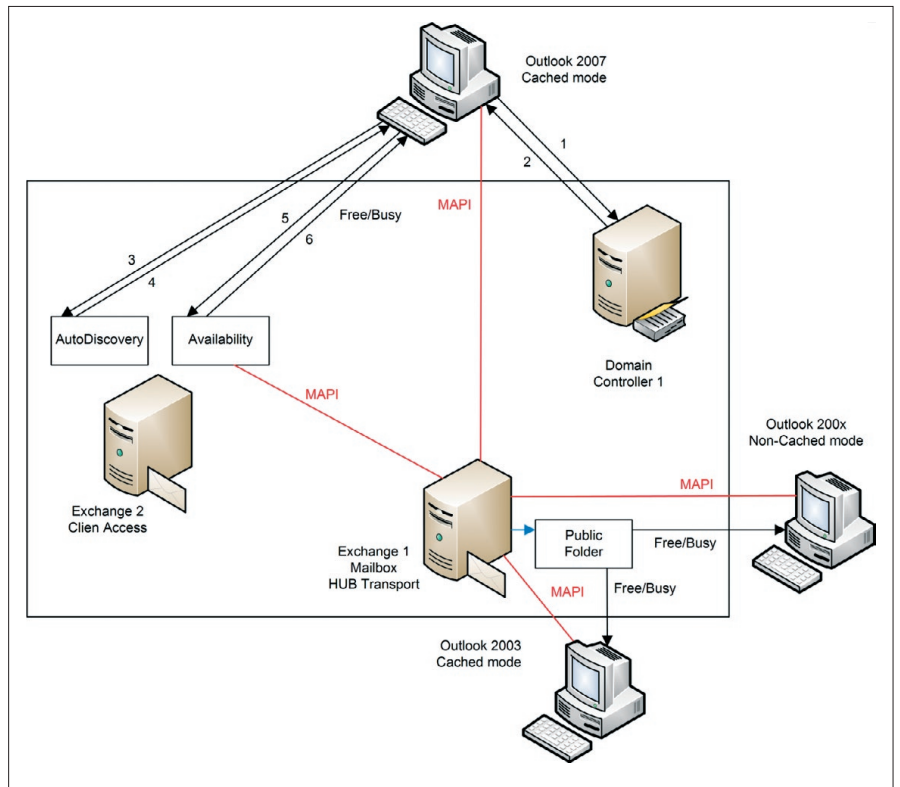 Outlook 2007
Cached mode
1
2
MAPI
5
Free/Busy
6
3
4
AutoDiscovery
Availability
Domain
Controller 1
MAPI
Outlook 200x
Non-Cached mode
Exchange 2
Clien Access
MAPI
Exchange 1
Mailbox
HUB Transport
Public
Folder
Free/Busy
MAPI
Free/Busy
Outlook 2003
Cached mode